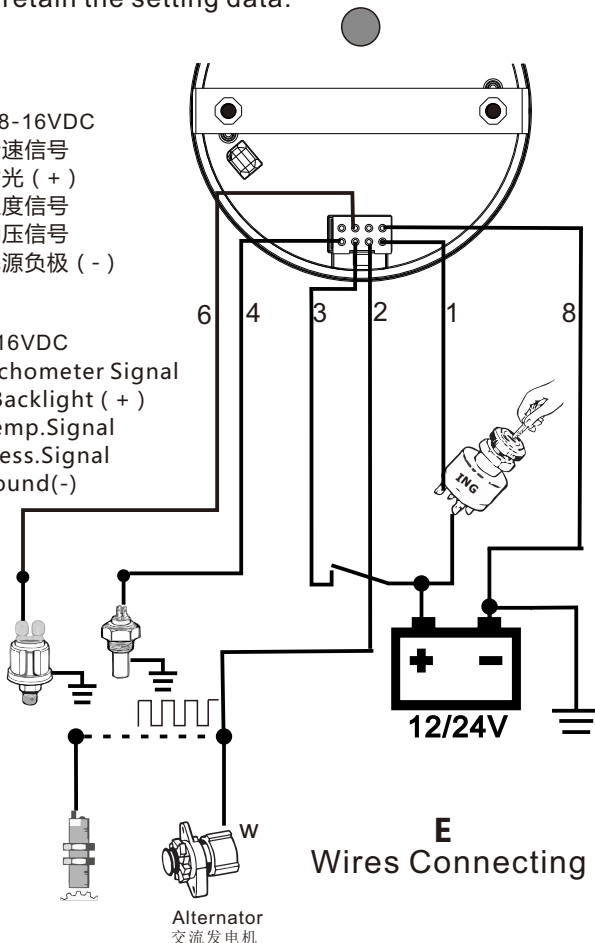 retain the setting data.
8-16VDC
速信号
光 ( + )
度信号
压信号
源负极 ( - )
6
4
3
2
1
8
16VDC
chometer Signal
Backlight ( + )
emp.Signal
ess.Signal
ound(-)
ING
+
-
12/24V
W
E
Wires Connecting
Alternator
交流发电机